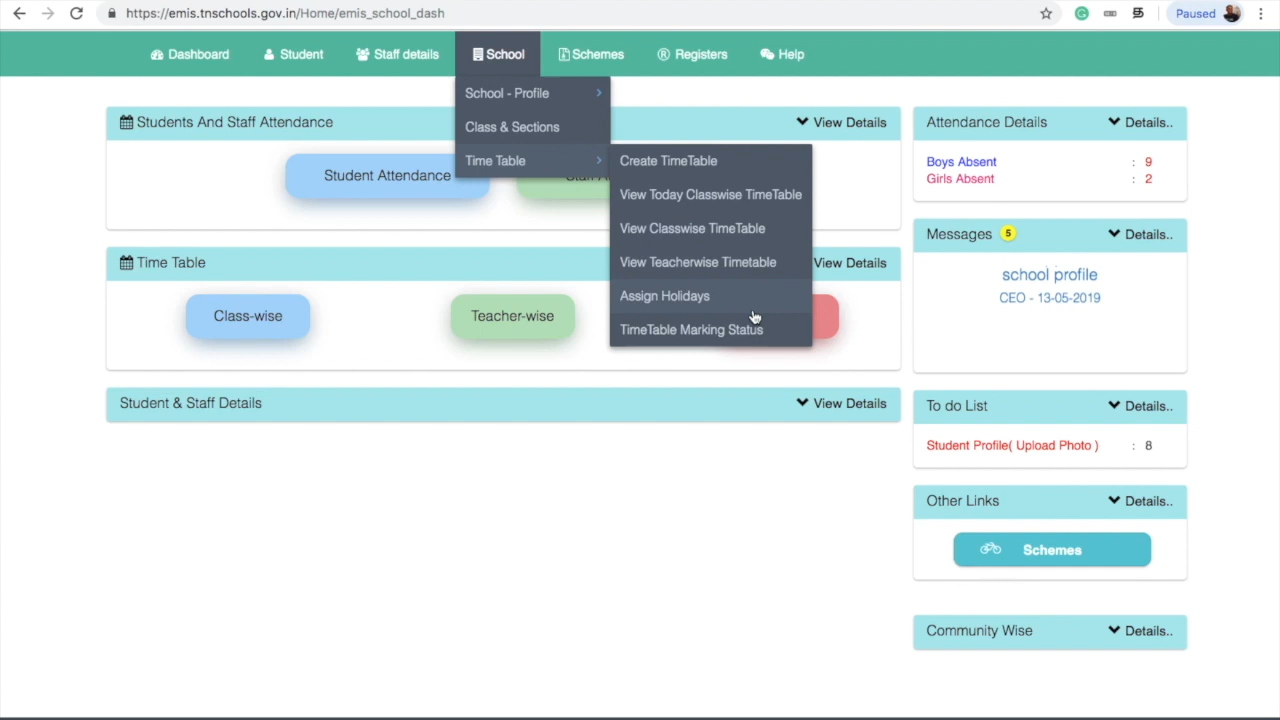 https://emis.tnschools.gov.in/Home/emis_school_dash
Paused
Dashboard
Student
Staff details
School
Schemes
Registers
Help
School - Profile
Class & Sections
Time Table
Create TimeTable
View Today Classwise TimeTable
View Classwise TimeTable
View Teacherwise Timetable
Assign Holidays
TimeTable Marking Status
Students And Staff Attendance
View Details
Student Attendance
Time Table
View Details
Class-wise
Teacher-wise
Student & Staff Details
View Details
Attendance Details
Details..
Boys Absent : 9
Girls Absent : 2
Messages 5
Details..
school profile
CEO - 13-05-2019
To do List
Details..
Student Profile( Upload Photo ) : 8
Other Links
Details..
Schemes
Community Wise
Details..